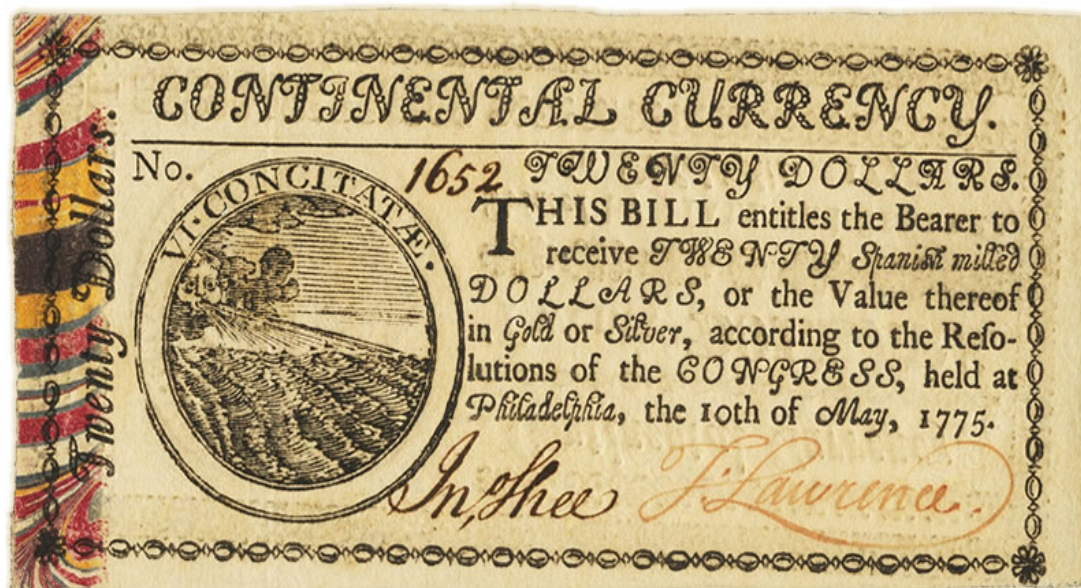 CONTINENTAL CURRENCY.
Twenty Dollars.
No. 1652 TWENTY DOLLARS.
VI·CONCITATÆ.
THIS BILL entitles the Bearer to
receive TWENTY Spanish milled
DOLLARS, or the Value thereof
in Gold or Silver, according to the Reso-
lutions of the CONGRESS, held at
Philadelphia, the 10th of May, 1775.
Jn, Shee T: Lawrence.